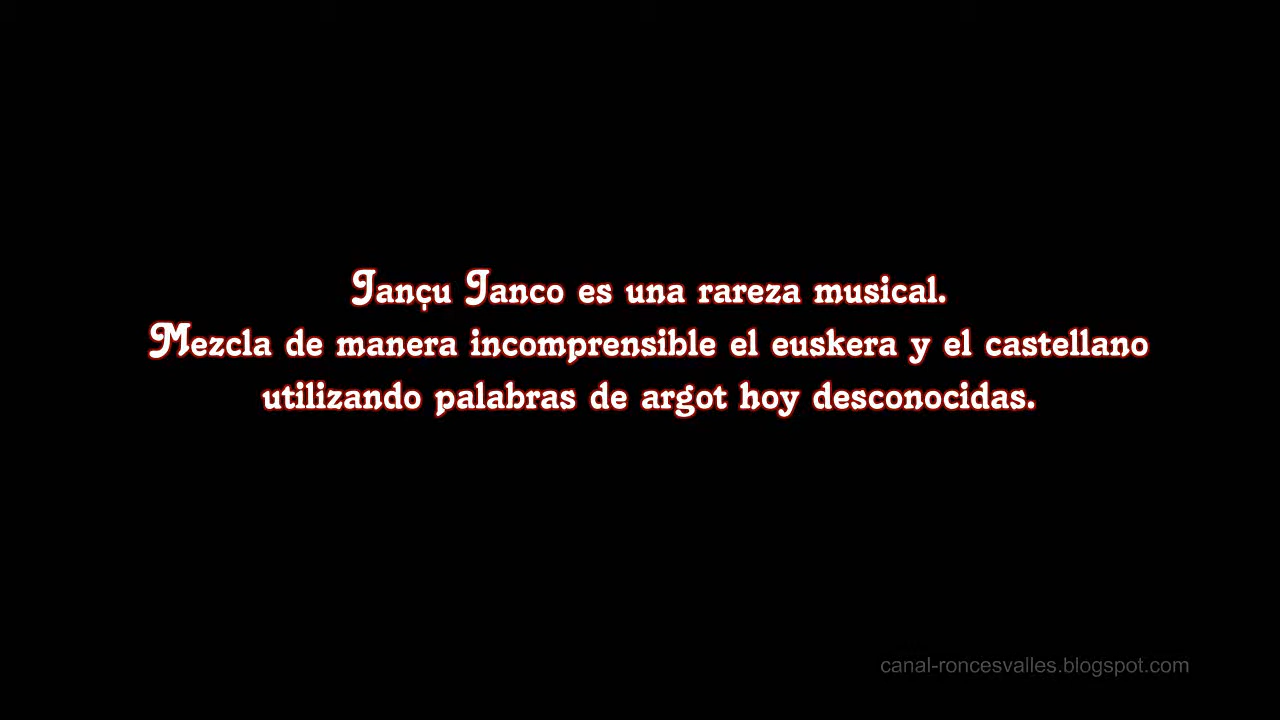 Jançu Janco es una rareza musical.
Mezcla de manera incomprensible el euskera y el castellano
utilizando palabras de argot hoy desconocidas.
canal-roncesvalles.blogspot.com